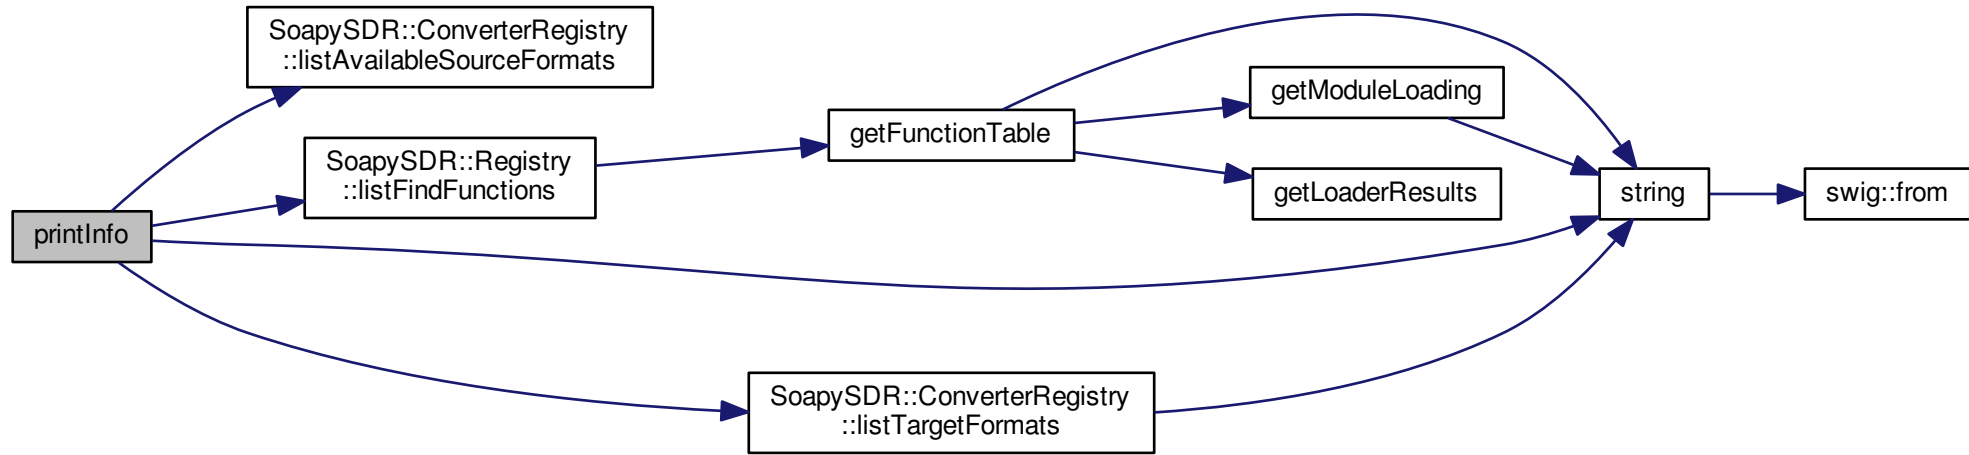 SoapySDR::ConverterRegistry
::listAvailableSourceFormats
SoapySDR::Registry
::listFindFunctions
printInfo
getFunctionTable
getModuleLoading
getLoaderResults
string
swig::from
SoapySDR::ConverterRegistry
::listTargetFormats